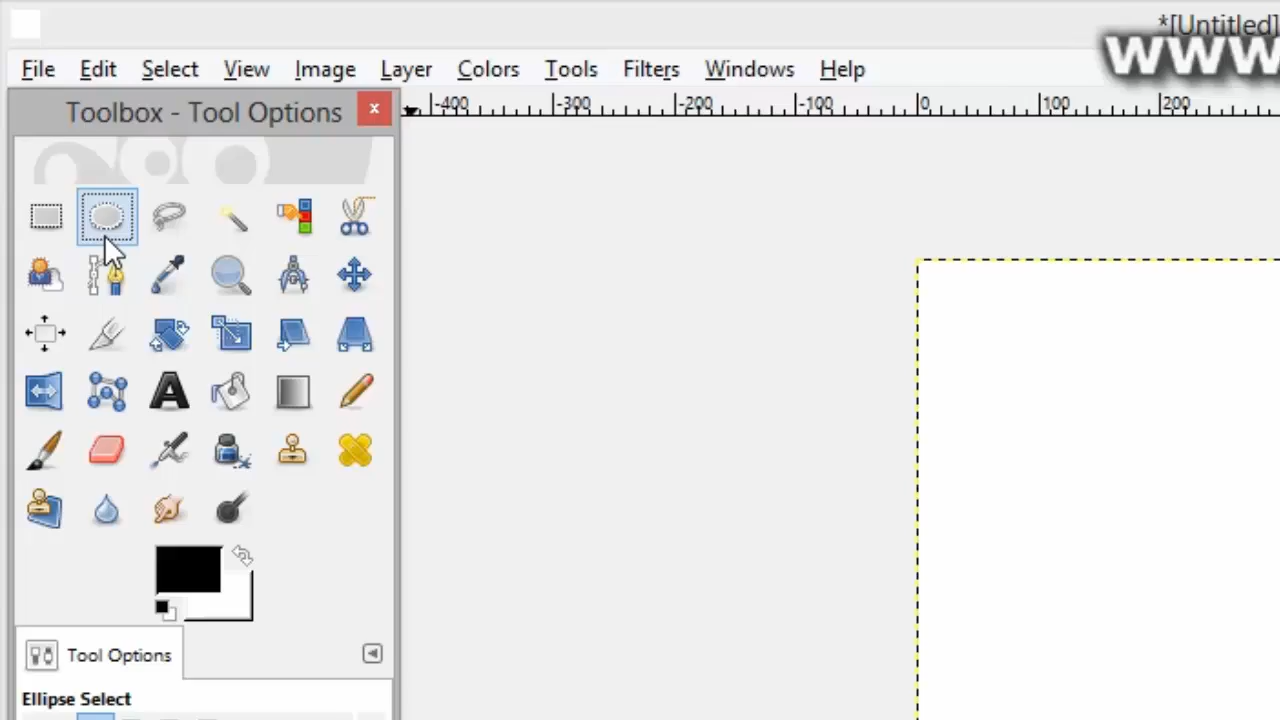 *[Untitled]
www
File Edit Select View Image Layer Colors Tools Filters Windows Help
Toolbox - Tool Options
x
-400 -300 -200 -100 0 100 200
Tool Options
Ellipse Select